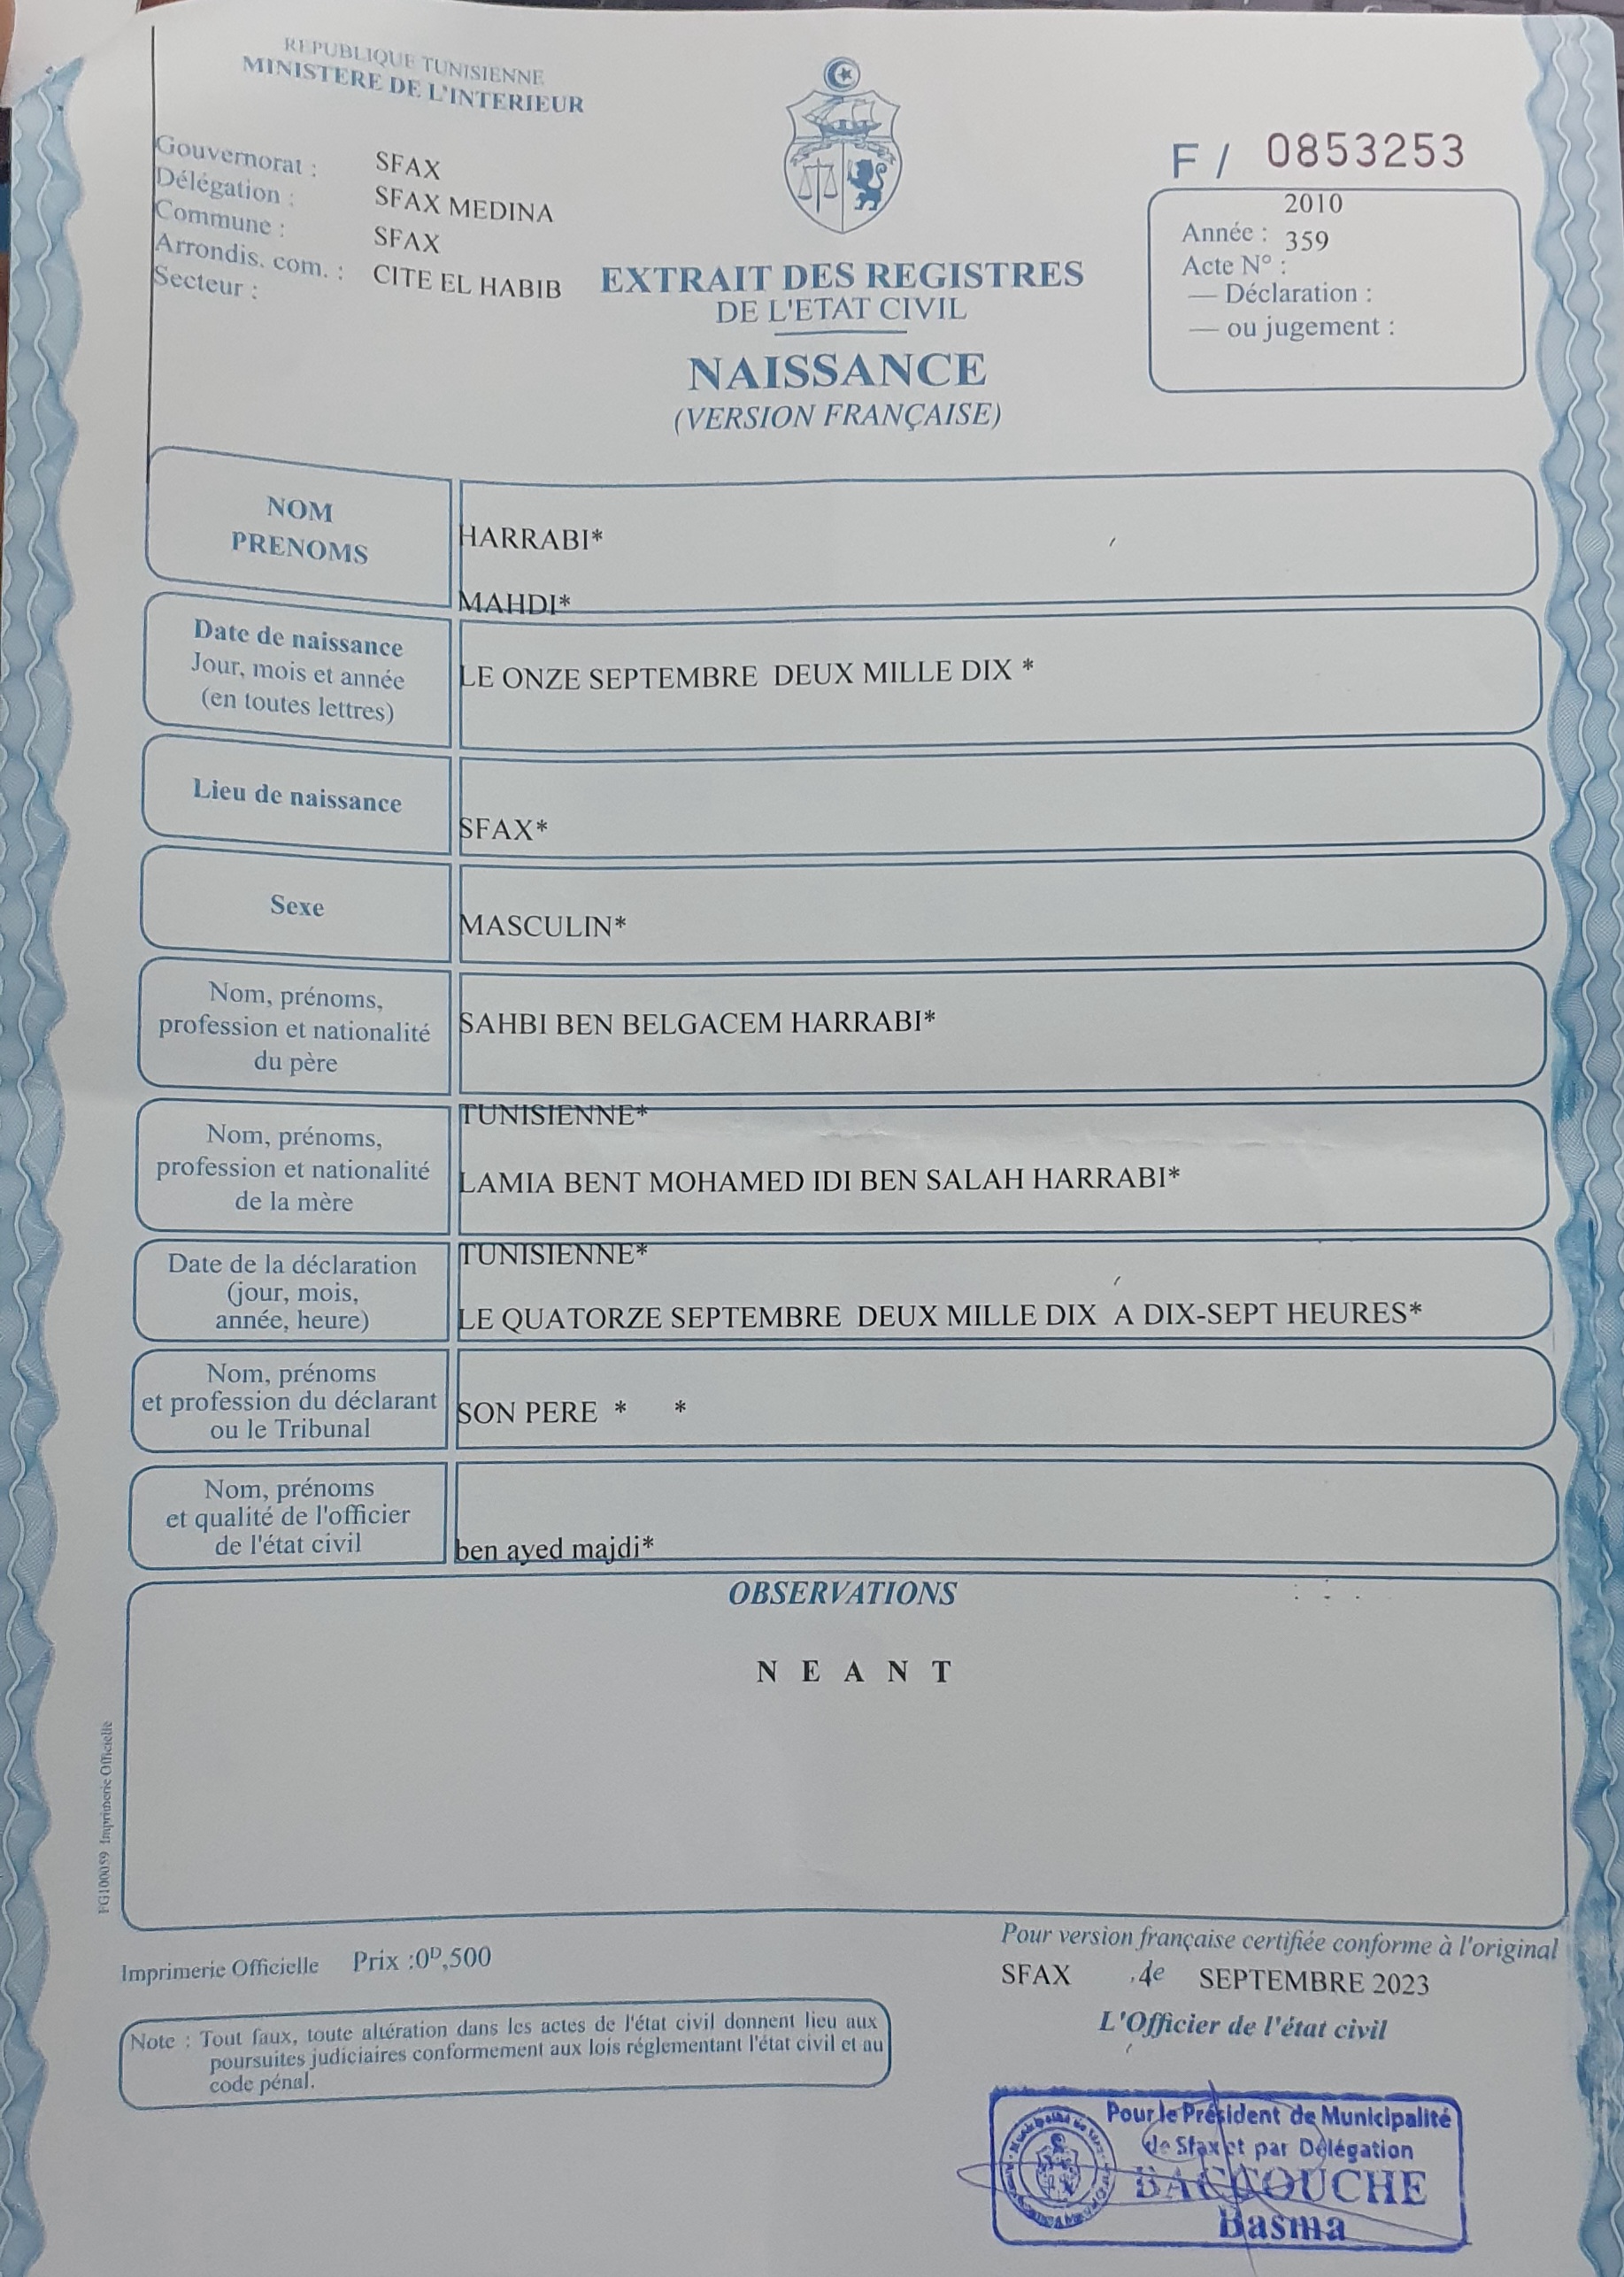 REPUBLIQUE TUNISIENNE
MINISTERE DE L'INTERIEUR
Gouvernorat : SFAX
Délégation : SFAX MEDINA
Commune : SFAX
Arrondis. com. : CITE EL HABIB
Secteur :
F / 0853253
2010
Année : 359
Acte N° :
— Déclaration :
— ou jugement :
EXTRAIT DES REGISTRES
DE L'ETAT CIVIL
NAISSANCE
(VERSION FRANÇAISE)
NOM
PRENOMS
HARRABI*
MAHDI*
Date de naissance
Jour, mois et année
(en toutes lettres)
LE ONZE SEPTEMBRE DEUX MILLE DIX *
Lieu de naissance
SFAX*
Sexe
MASCULIN*
Nom, prénoms,
profession et nationalité
du père
SAHBI BEN BELGACEM HARRABI*
TUNISIENNE*
Nom, prénoms,
profession et nationalité
de la mère
LAMIA BENT MOHAMED IDI BEN SALAH HARRABI*
TUNISIENNE*
Date de la déclaration
(jour, mois,
année, heure)
LE QUATORZE SEPTEMBRE DEUX MILLE DIX A DIX-SEPT HEURES*
Nom, prénoms
et profession du déclarant
ou le Tribunal
SON PERE * *
Nom, prénoms
et qualité de l'officier
de l'état civil
ben ayed majdi*
OBSERVATIONS
N E A N T
FG100059 Imprimerie Officielle
Imprimerie Officielle Prix :0D,500
Note : Tout faux, toute altération dans les actes de l'état civil donnent lieu aux
poursuites judiciaires conformement aux lois réglementant l'état civil et au
code pénal.
Pour version française certifiée conforme à l'original
SFAX SEPTEMBRE 2023
L'Officier de l'état civil
Pour le Président de Municipalité
de Sfax et par Délégation
BACCOUCHE
Basma